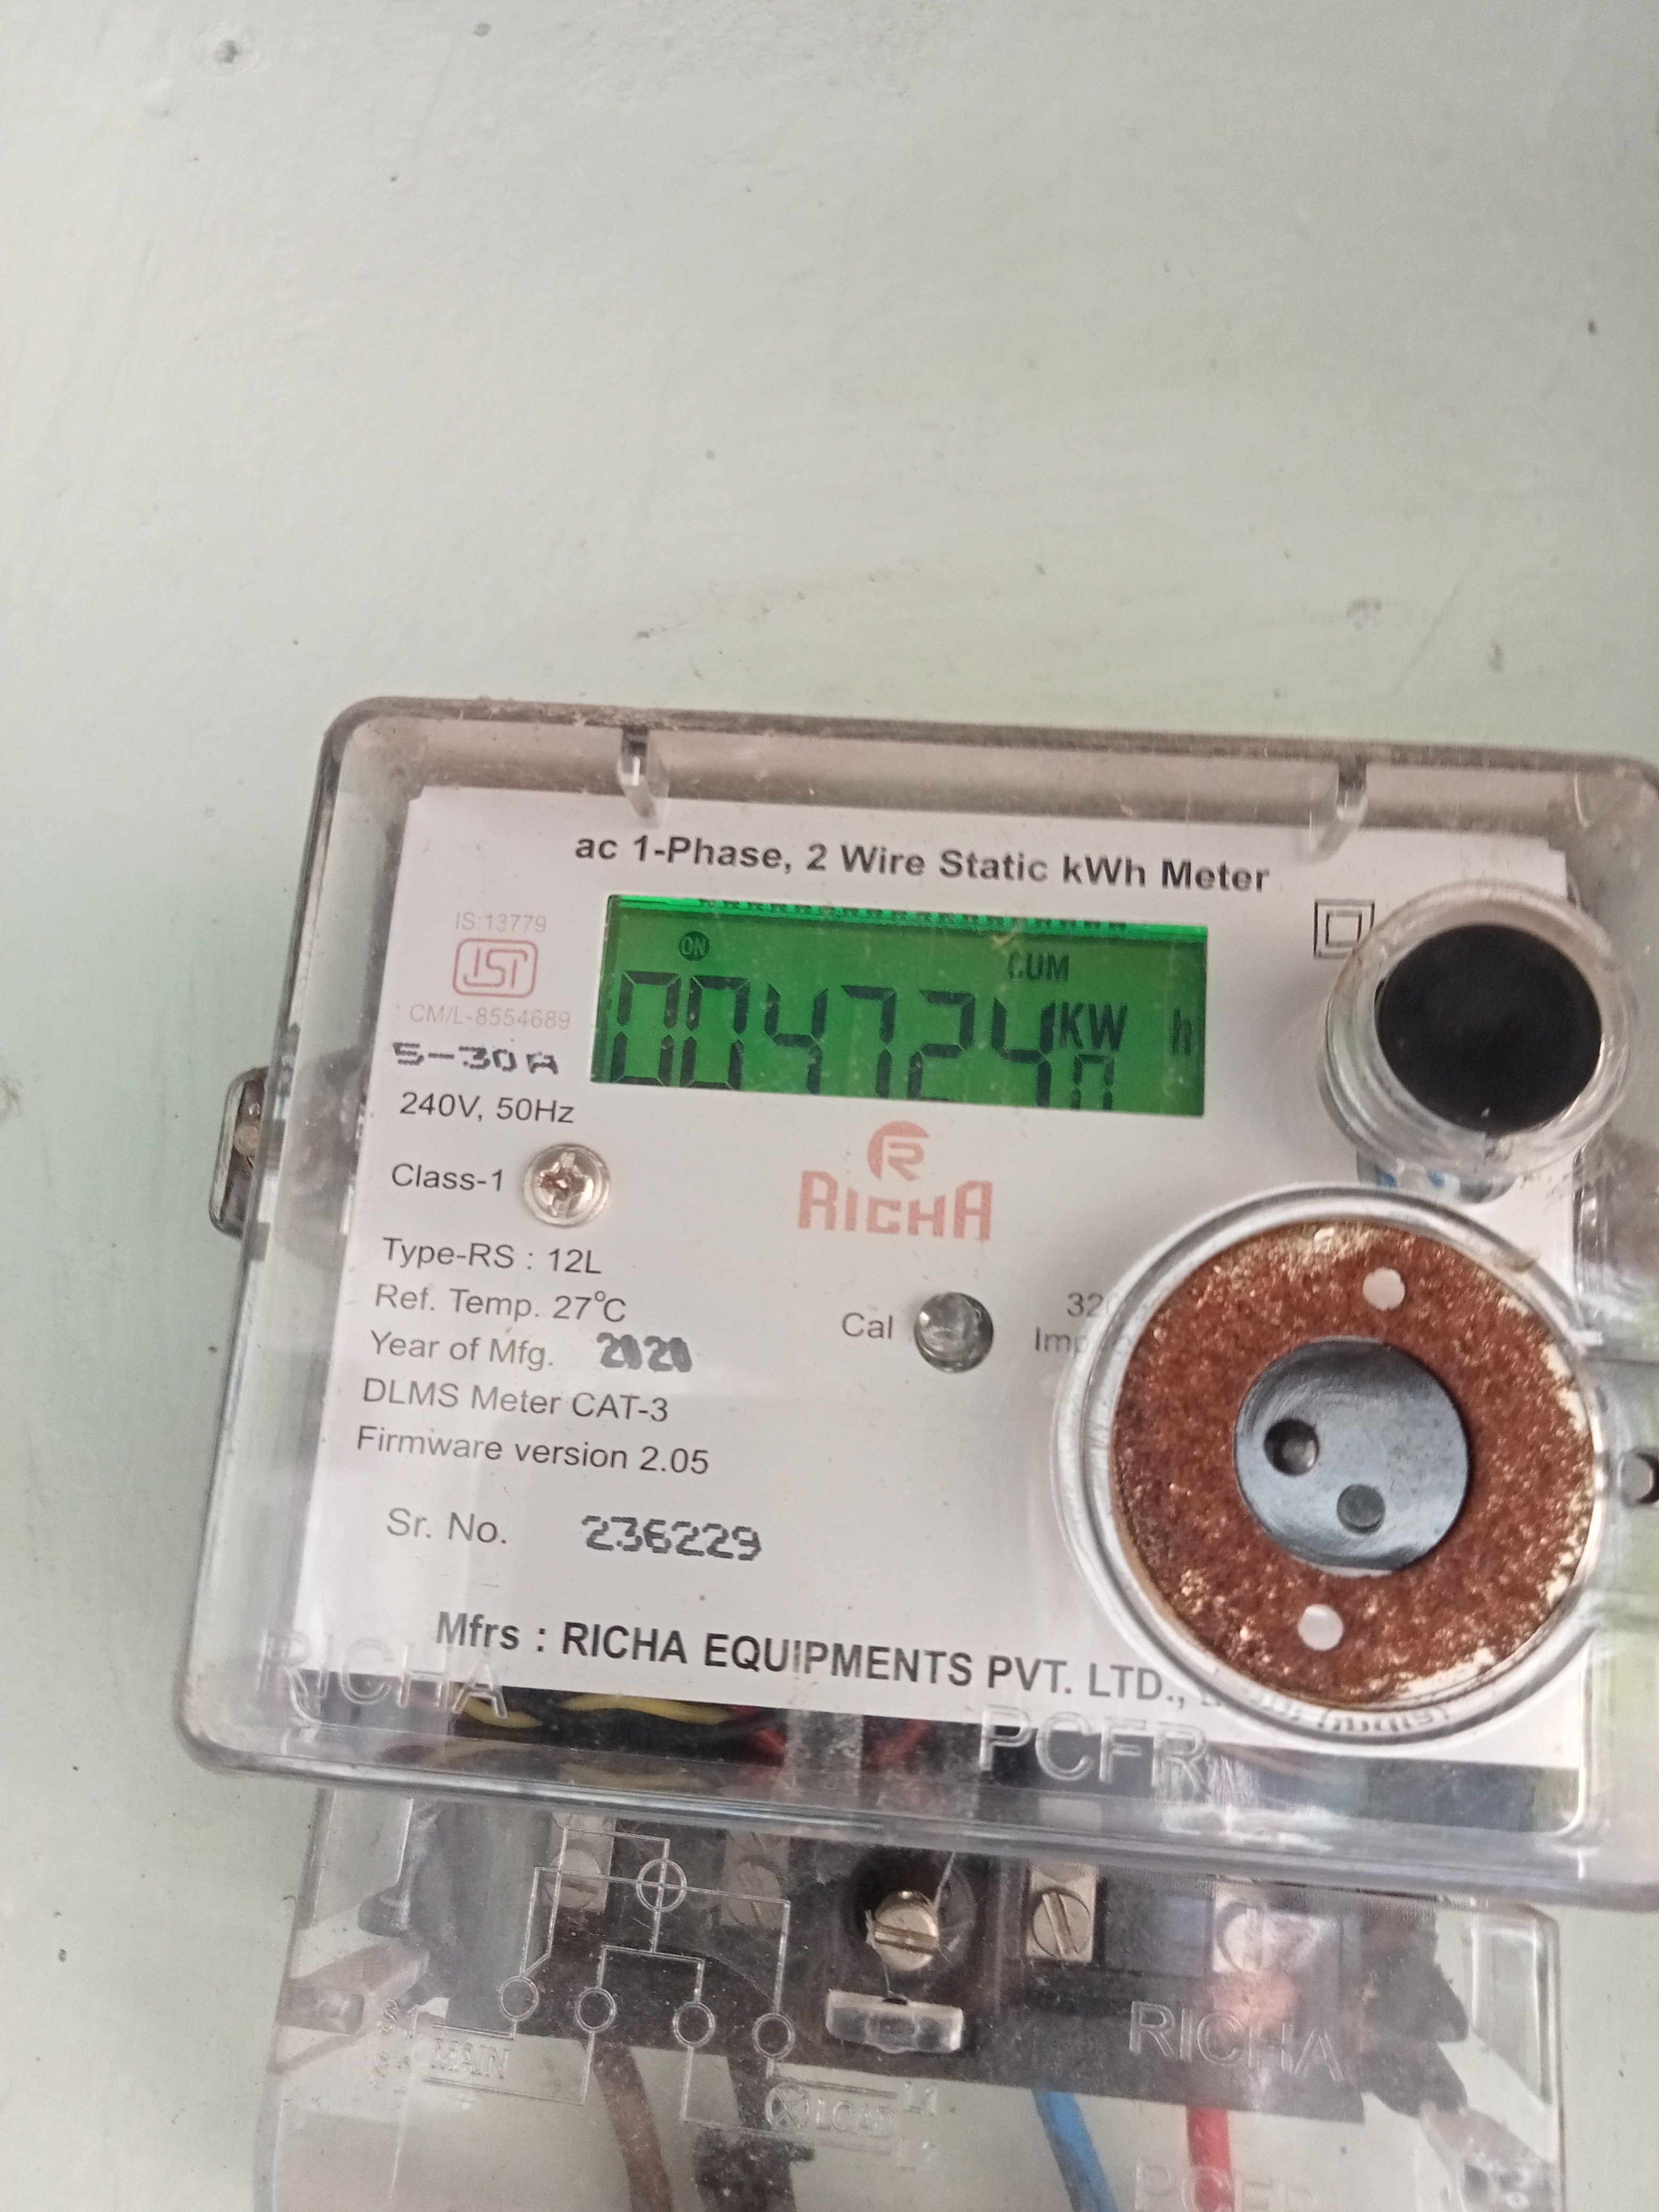 ac 1-Phase, 2 Wire Static kWh Meter
IS:13779
ISI
CM/L-8554689
5-30A
240V, 50Hz
ON
CUM
004724 KW h
Class-1
R
RICHA
Type-RS : 12L
Ref. Temp. 27°C
Cal
Year of Mfg. 2020
DLMS Meter CAT-3
Firmware version 2.05
Sr. No. 236229
Mfrs : RICHA EQUIPMENTS PVT. LTD.,
RICHA
PCFR
MAIN
LOAD
RICHA